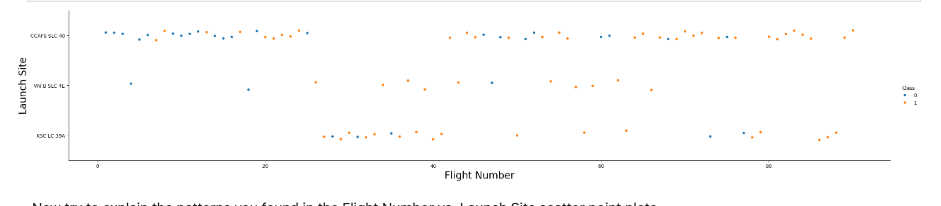 CCAFS SLC 40
Launch Site
VAFB SLC 4E
KSC LC 39A
0
20
40
60
80
Flight Number
Class
0
1
Now try to explain the patterns you found in the Flight Number vs. Launch Site scatter point plots.